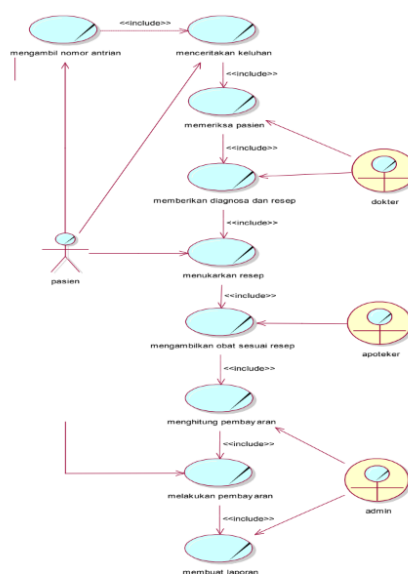 <<include>>
mengambil nomor antrian
menceritakan keluhan
<<include>>
memeriksa pasien
<<include>>
memberikan diagnosa dan resep
dokter
<<include>>
pasien
menukarkan resep
<<include>>
mengambilkan obat sesuai resep
apoteker
<<include>>
menghitung pembayaran
<<include>>
melakukan pembayaran
admin
<<include>>
membuat laporan